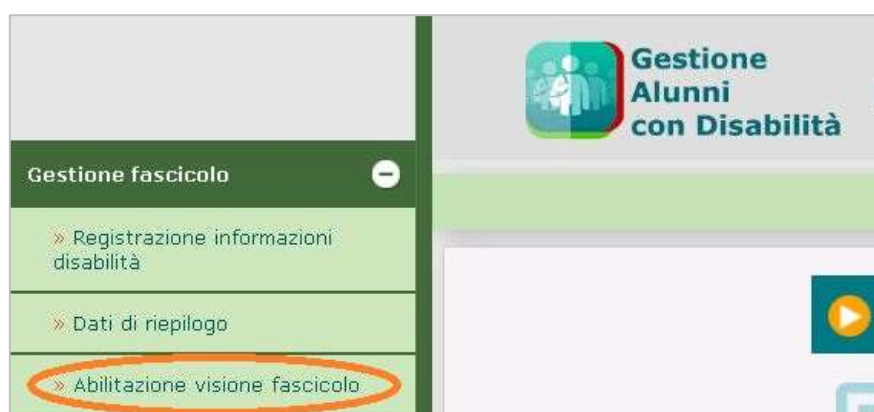 Gestione
Alunni
con Disabilità
Gestione fascicolo
» Registrazione informazioni
disabilità
» Dati di riepilogo
» Abilitazione visione fascicolo